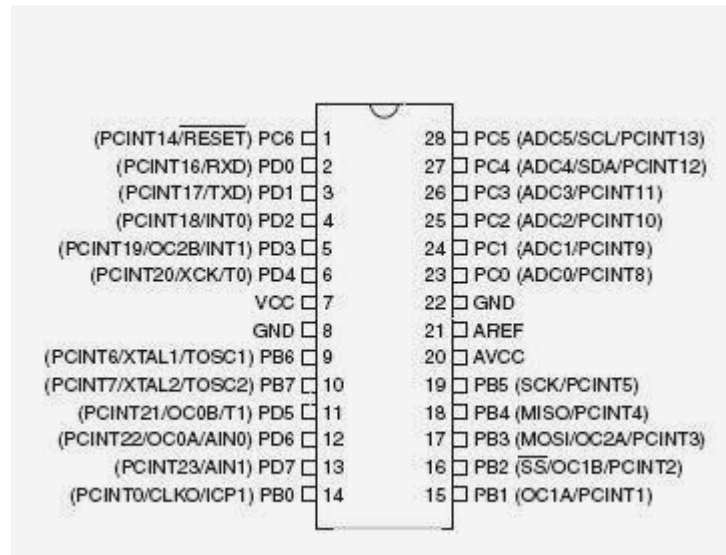 (PCINT14/RESET) PC6 1 28 PC5 (ADC5/SCL/PCINT13)
(PCINT16/RXD) PD0 2 27 PC4 (ADC4/SDA/PCINT12)
(PCINT17/TXD) PD1 3 26 PC3 (ADC3/PCINT11)
(PCINT18/INT0) PD2 4 25 PC2 (ADC2/PCINT10)
(PCINT19/OC2B/INT1) PD3 5 24 PC1 (ADC1/PCINT9)
(PCINT20/XCK/T0) PD4 6 23 PC0 (ADC0/PCINT8)
VCC 7 22 GND
GND 8 21 AREF
(PCINT6/XTAL1/TOSC1) PB6 9 20 AVCC
(PCINT7/XTAL2/TOSC2) PB7 10 19 PB5 (SCK/PCINT5)
(PCINT21/OC0B/T1) PD5 11 18 PB4 (MISO/PCINT4)
(PCINT22/OC0A/AIN0) PD6 12 17 PB3 (MOSI/OC2A/PCINT3)
(PCINT23/AIN1) PD7 13 16 PB2 (SS/OC1B/PCINT2)
(PCINT0/CLKO/ICP1) PB0 14 15 PB1 (OC1A/PCINT1)